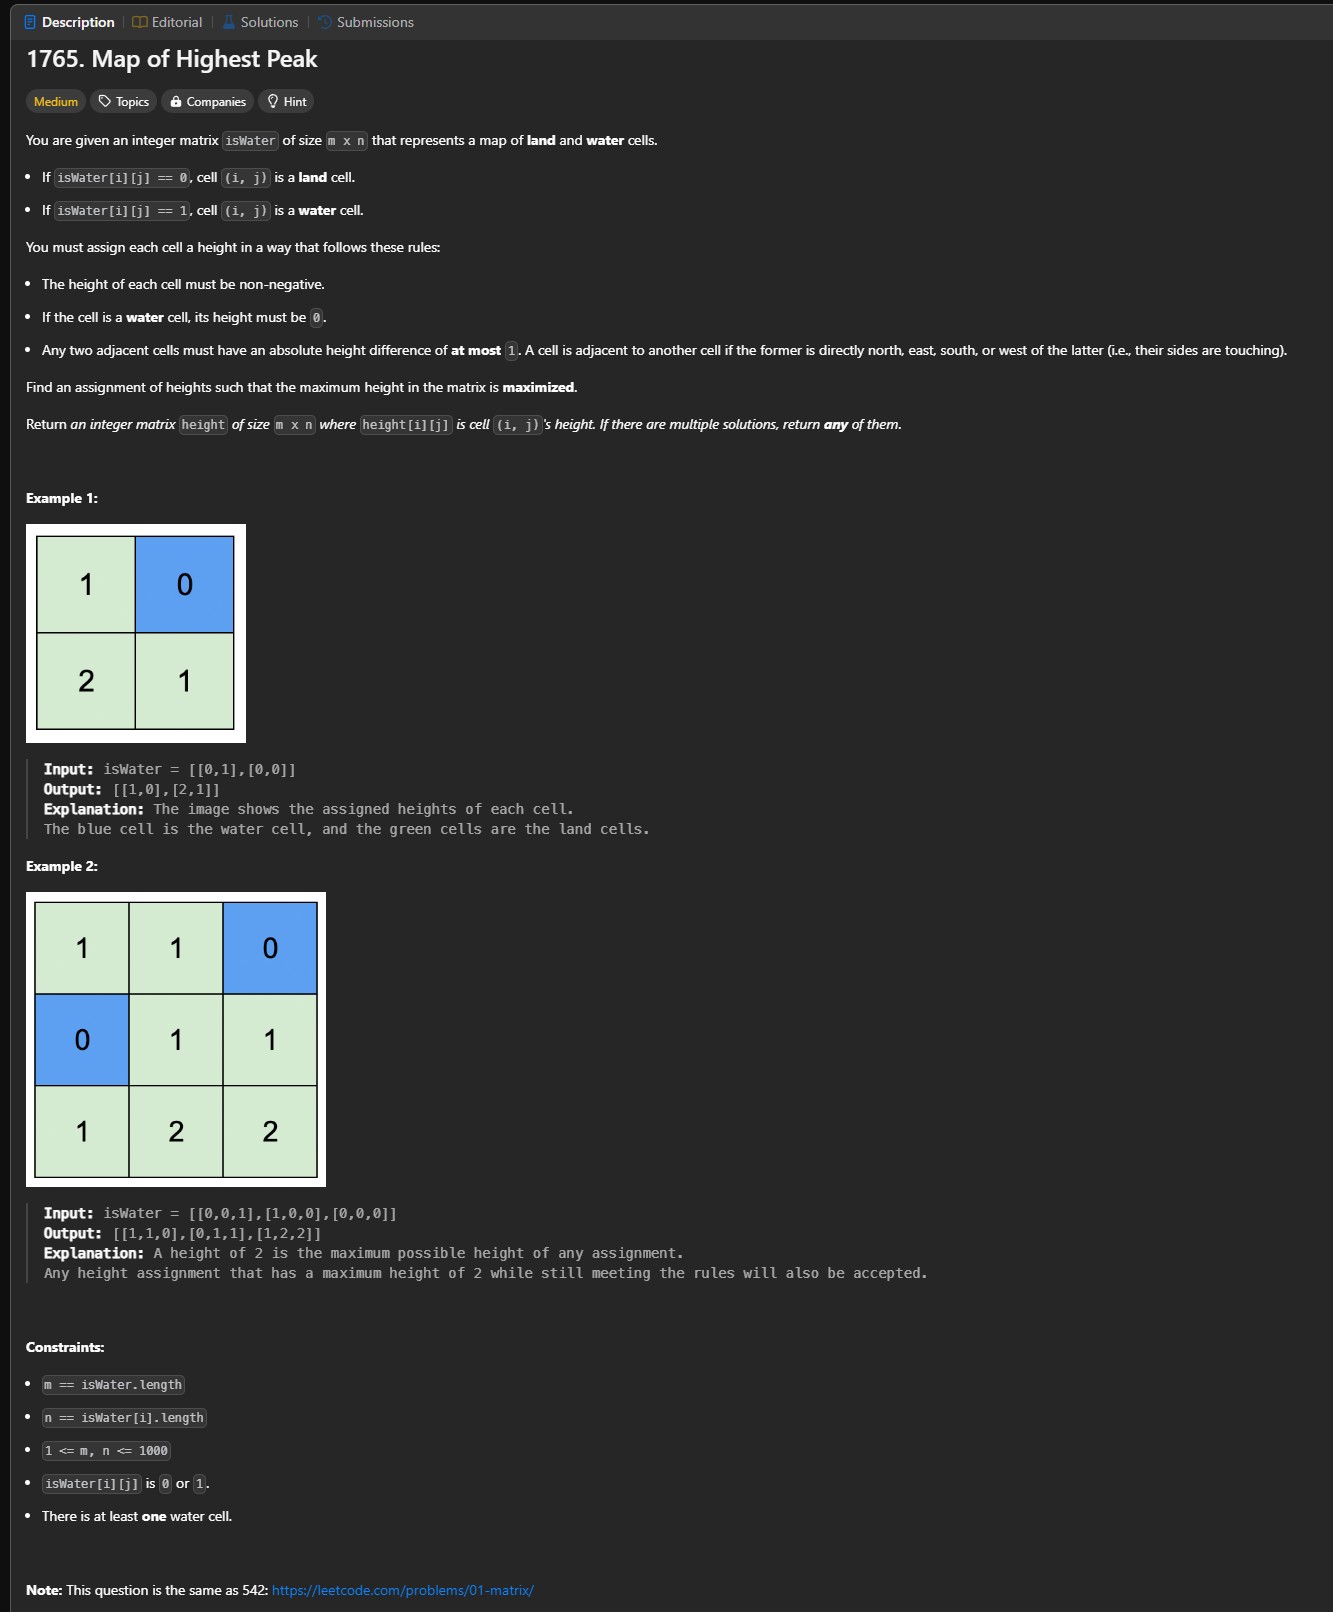 Description
Editorial
Solutions
Submissions
1765. Map of Highest Peak
Medium
Topics
Companies
Hint
You are given an integer matrix isWater of size m x n that represents a map of land and water cells.
• If isWater[i][j] == 0, cell (i, j) is a land cell.
• If isWater[i][j] == 1, cell (i, j) is a water cell.
You must assign each cell a height in a way that follows these rules:
• The height of each cell must be non-negative.
• If the cell is a water cell, its height must be 0.
• Any two adjacent cells must have an absolute height difference of at most 1. A cell is adjacent to another cell if the former is directly north, east, south, or west of the latter (i.e., their sides are touching).
Find an assignment of heights such that the maximum height in the matrix is maximized.
Return an integer matrix height of size m x n where height[i][j] is cell (i, j)'s height. If there are multiple solutions, return any of them.
Example 1:
1 0
2 1
Input: isWater = [[0,1],[0,0]]
Output: [[1,0],[2,1]]
Explanation: The image shows the assigned heights of each cell.
The blue cell is the water cell, and the green cells are the land cells.
Example 2:
1 1 0
0 1 1
1 2 2
Input: isWater = [[0,0,1],[1,0,0],[0,0,0]]
Output: [[1,1,0],[0,1,1],[1,2,2]]
Explanation: A height of 2 is the maximum possible height of any assignment.
Any height assignment that has a maximum height of 2 while still meeting the rules will also be accepted.
Constraints:
• m == isWater.length
• n == isWater[i].length
• 1 <= m, n <= 1000
• isWater[i][j] is 0 or 1.
• There is at least one water cell.
Note: This question is the same as 542: https://leetcode.com/problems/01-matrix/